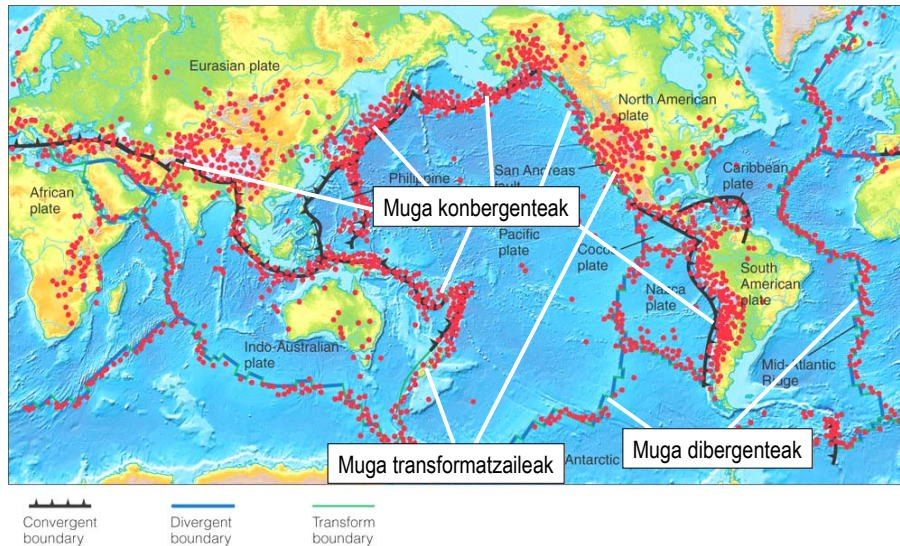 Eurasian plate
North American
plate
African
plate
Philippine
San Andreas
fault
Caribbean
plate
Muga konbergenteak
Pacific
plate
Cocos
plate
South
American
plate
Nazca
plate
Indo-Australian
plate
Mid-Atlantic
Ridge
Muga transformatzaileak
Antarctic
Muga dibergenteak
Convergent
boundary
Divergent
boundary
Transform
boundary